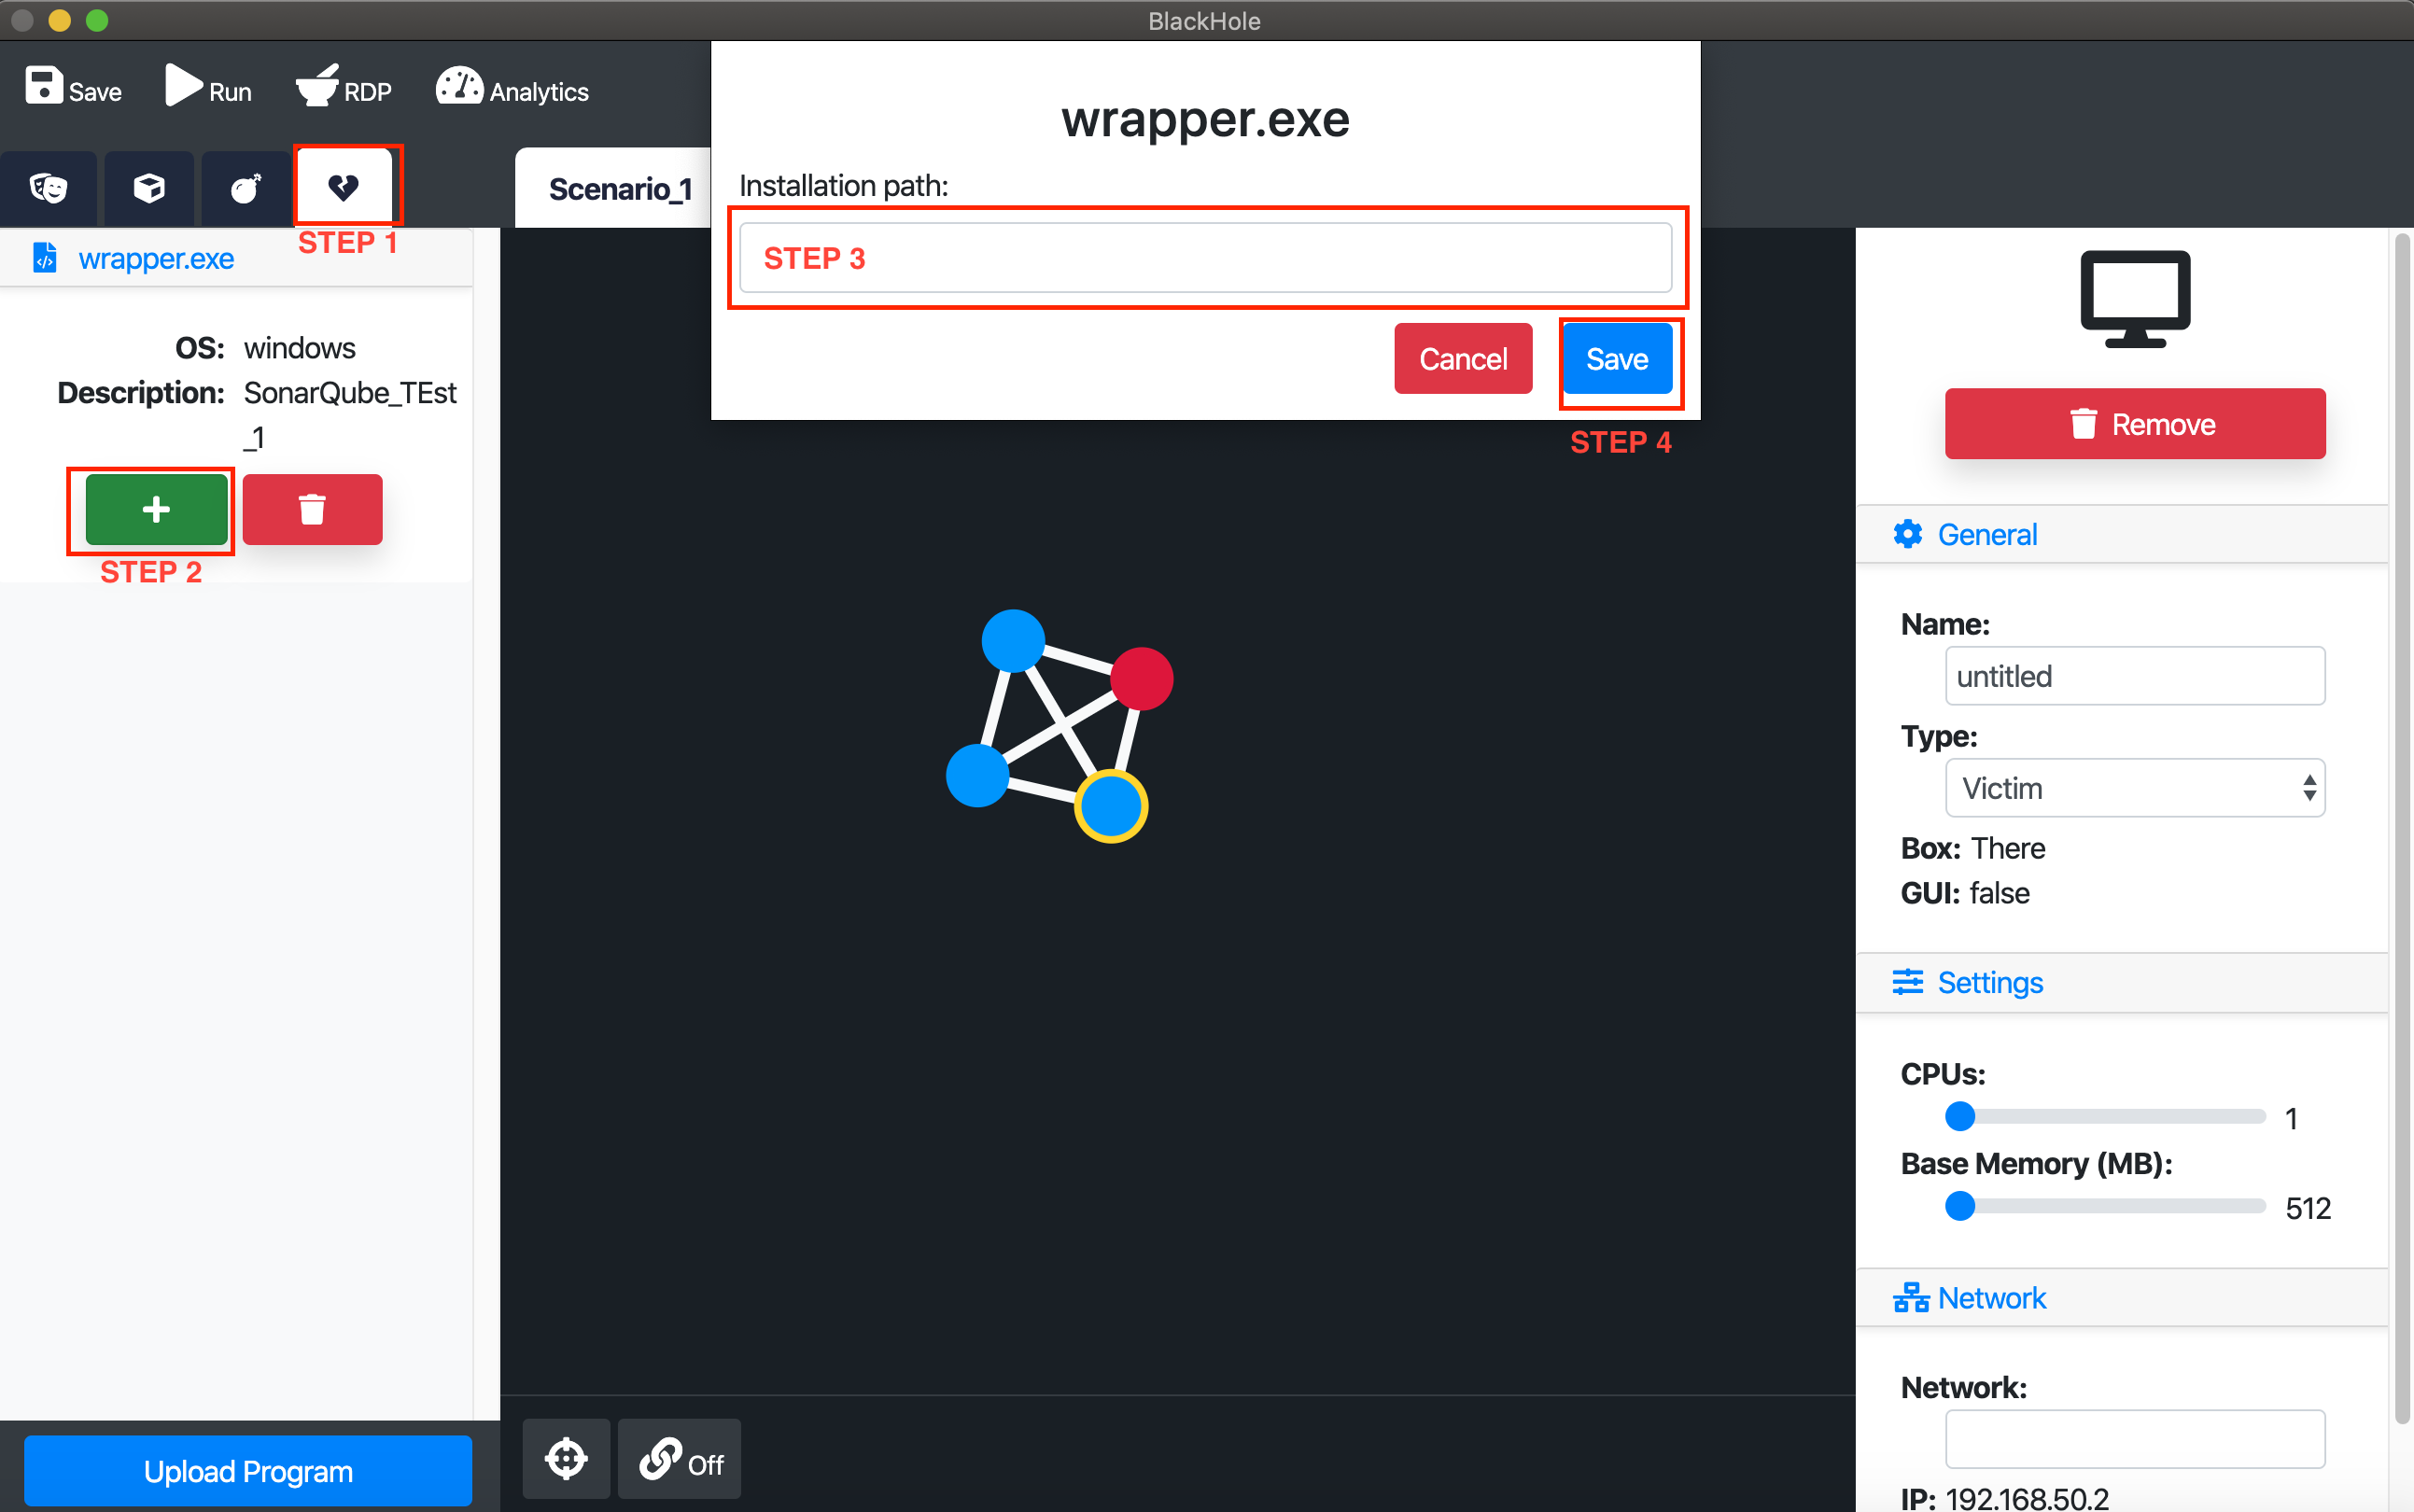 BlackHole
Save
Run
RDP
Analytics
wrapper.exe
Installation path:
STEP 3
Cancel
Save
STEP 4
Scenario_1
STEP 1
wrapper.exe
OS: windows
Description: SonarQube_TEst
_1
STEP 2
Upload Program
Off
Remove
General
Name:
untitled
Type:
Victim
Box: There
GUI: false
Settings
CPUs:
1
Base Memory (MB):
512
Network
Network:
IP: 192.168.50.2